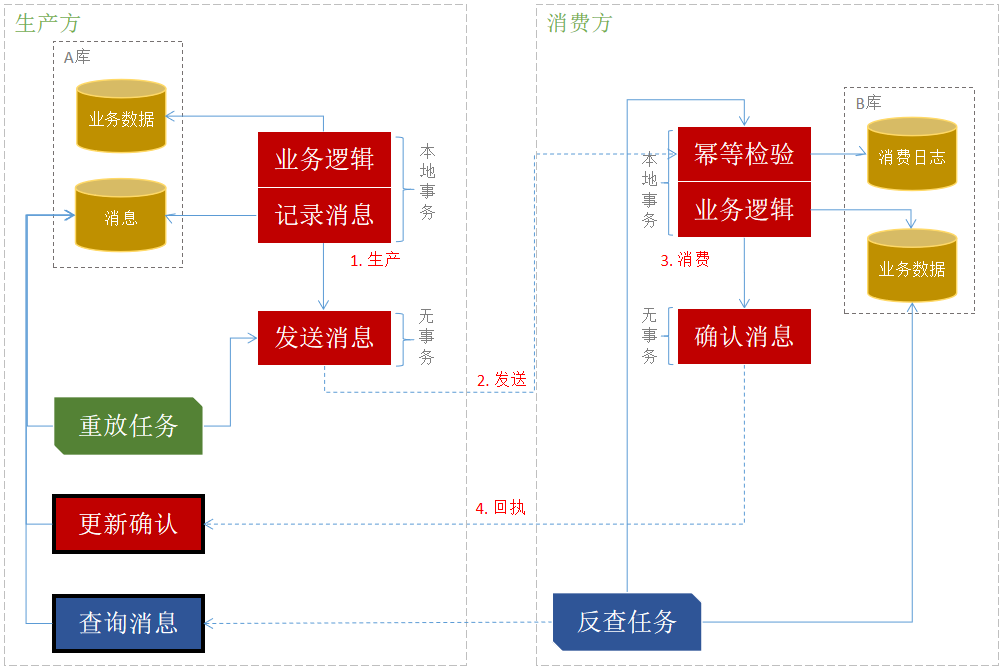 生产方
A库
业务数据
消息
业务逻辑
记录消息
本地事务
1. 生产
发送消息
无事务
2. 发送
重放任务
更新确认
查询消息
消费方
B库
消费日志
业务数据
幂等检验
业务逻辑
本地事务
3. 消费
确认消息
无事务
4. 回执
反查任务